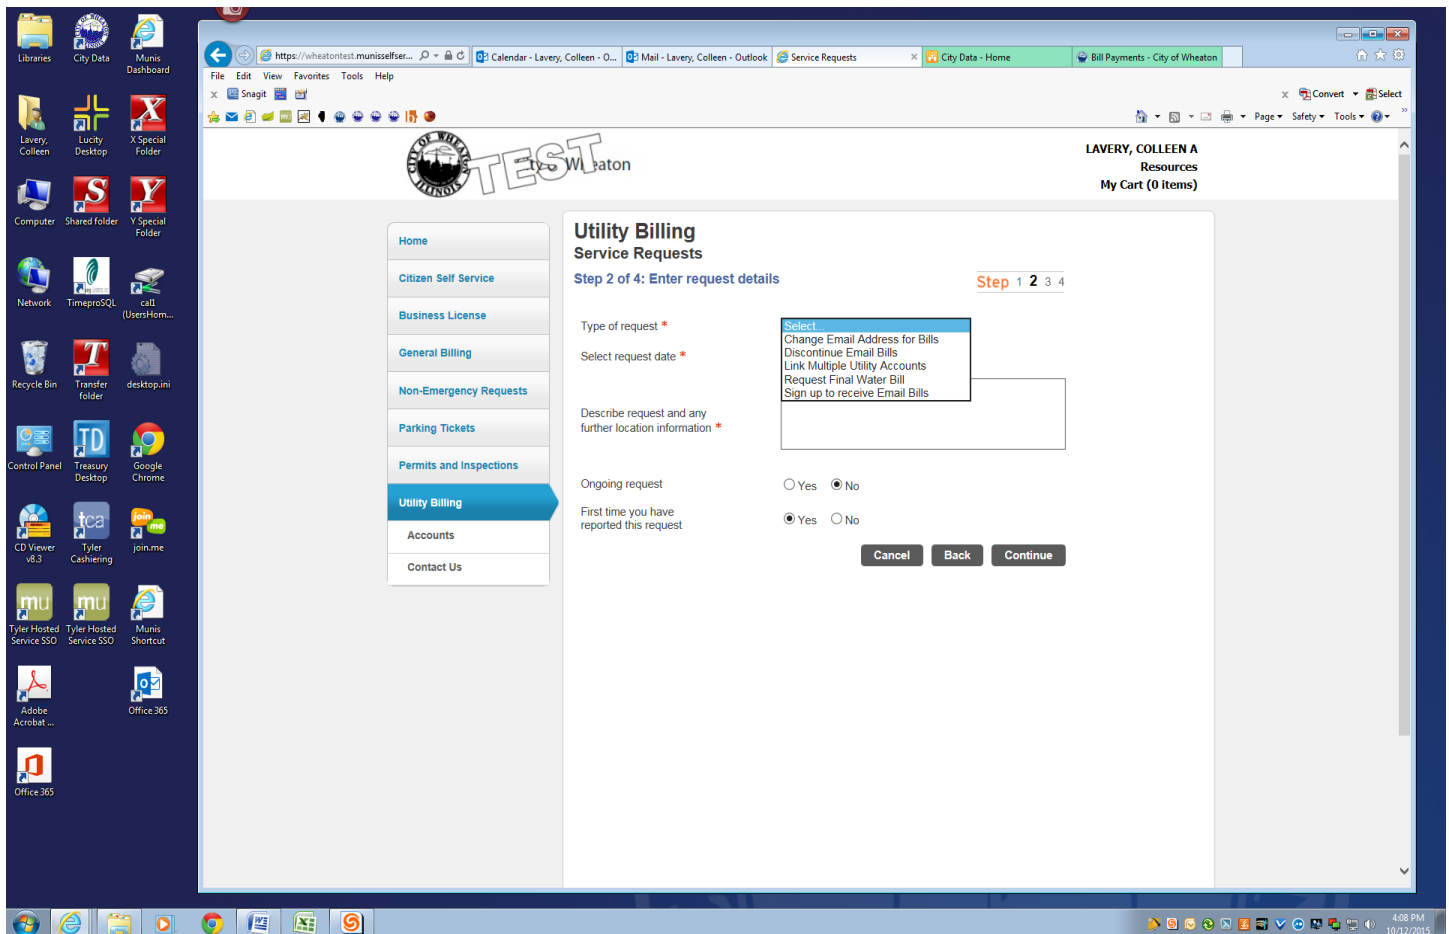 Libraries
City Data
Munis
Dashboard
Lavery,
Colleen
Lucity
Desktop
X Special
Folder
Computer
Shared folder
Y Special
Folder
Network
TimeproSQL
cal1
(UsersHom...
Recycle Bin
Transfer
folder
desktop.ini
Control Panel
Treasury
Desktop
Google
Chrome
CD Viewer
v8.3
Tyler
Cashiering
join.me
Tyler Hosted
Service SSO
Tyler Hosted
Service SSO
Munis
Shortcut
Adobe
Acrobat ...
Office 365
Office 365
https://wheatontest.munisselfser...
Calendar - Lavery, Colleen - O...
Mail - Lavery, Colleen - Outlook
Service Requests
City Data - Home
Bill Payments - City of Wheaton
File Edit View Favorites Tools Help
x Snagit
x Convert Select
Page Safety Tools
TEST
Wheaton
LAVERY, COLLEEN A
Resources
My Cart (0 items)
Home
Citizen Self Service
Business License
General Billing
Non-Emergency Requests
Parking Tickets
Permits and Inspections
Utility Billing
Accounts
Contact Us
Utility Billing
Service Requests
Step 2 of 4: Enter request details
Step 1 2 3 4
Type of request *
Select...
Change Email Address for Bills
Discontinue Email Bills
Link Multiple Utility Accounts
Request Final Water Bill
Sign up to receive Email Bills
Select request date *
Describe request and any
further location information *
Ongoing request
Yes No
First time you have
reported this request
Yes No
Cancel Back Continue
4:08 PM
10/12/2015